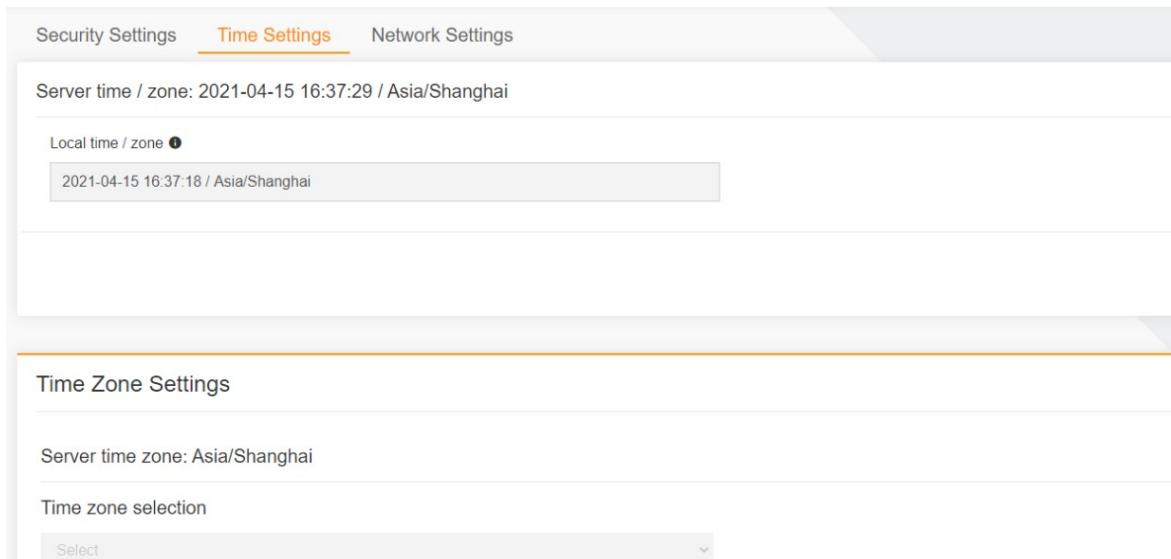 Security Settings Time Settings Network Settings
Server time / zone: 2021-04-15 16:37:29 / Asia/Shanghai
Local time / zone
2021-04-15 16:37:18 / Asia/Shanghai
Time Zone Settings
Server time zone: Asia/Shanghai
Time zone selection
Select